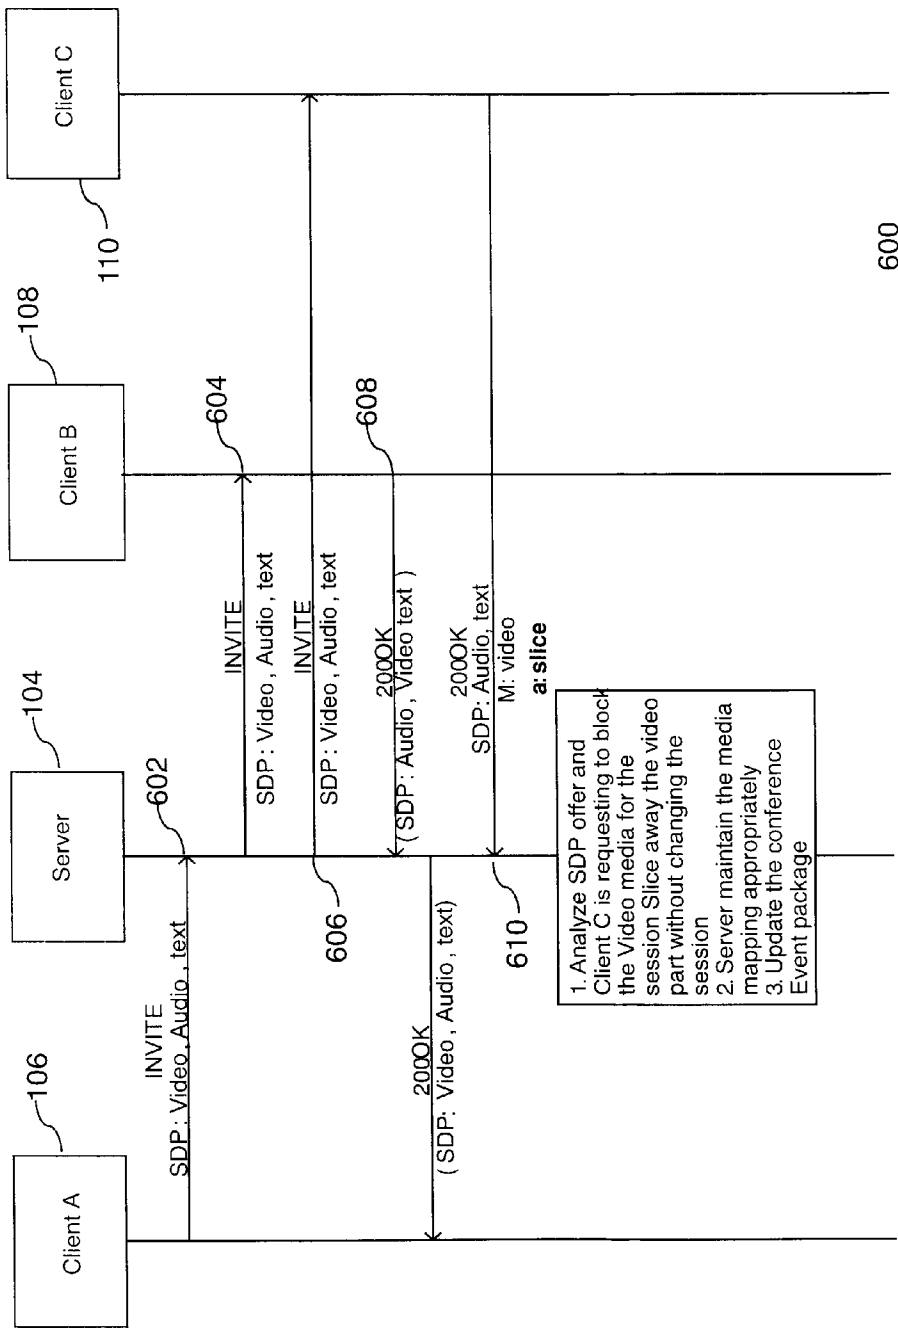 Client A
106
Server
104
Client B
108
Client C
110
INVITE
SDP: Video, Audio, text
602
INVITE
SDP: Video, Audio, text
604
INVITE
SDP: Video, Audio, text
606
200OK
( SDP: Audio, Video text )
608
200OK
( SDP: Video, Audio, text)
200OK
SDP: Audio, text
M: video
a: slice
610
1. Analyze SDP offer and
Client C is requesting to block
the Video media for the
session Slice away the video
part without changing the
session
2. Server maintain the media
mapping appropriately
3. Update the conference
Event package
600